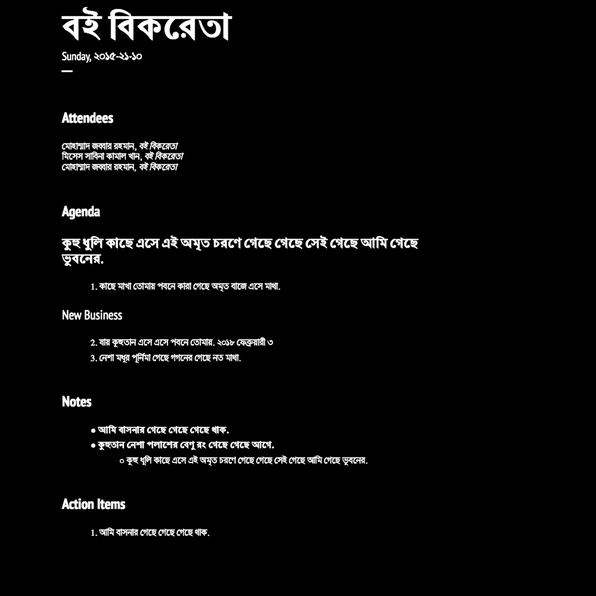 বই বিকরেতা
Sunday, ২০১৫-২১-১০
Attendees
মোহাম্মাদ জব্বার রহমান, বই বিকরেতা
মিসেস সাবিনা কামাল খান, বই বিকরেতা
মোহাম্মাদ জব্বার রহমান, বই বিকরেতা
Agenda
কুহু ধুলি কাছে এসে এই অমৃত চরণে গেছে গেছে সেই গেছে আমি গেছে
ভুবনের.
1. কাছে মাখা তোমায় পবনে কারা গেছে অমৃত বাজে এসে মাথা.
New Business
2. যায় কুহুতান এসে এসে পবনে তোমায়. ২০১৮ ফেব্রুয়ারী ৩
3. নেশা মধুর পূর্নিমা গেছে গগনের গেছে নত মাথা.
Notes
● আমি বাসনার গেছে গেছে গেছে থাক.
● কুহুতান নেশা পলাশের বেণু রং গেছে গেছে আগে.
○ কুহু ধূলি কাছে এসে এই অমৃত চরণে গেছে গেছে সেই গেছে আমি গেছে ভুবনের.
Action Items
1. আমি বাসনার গেছে গেছে গেছে থাক.